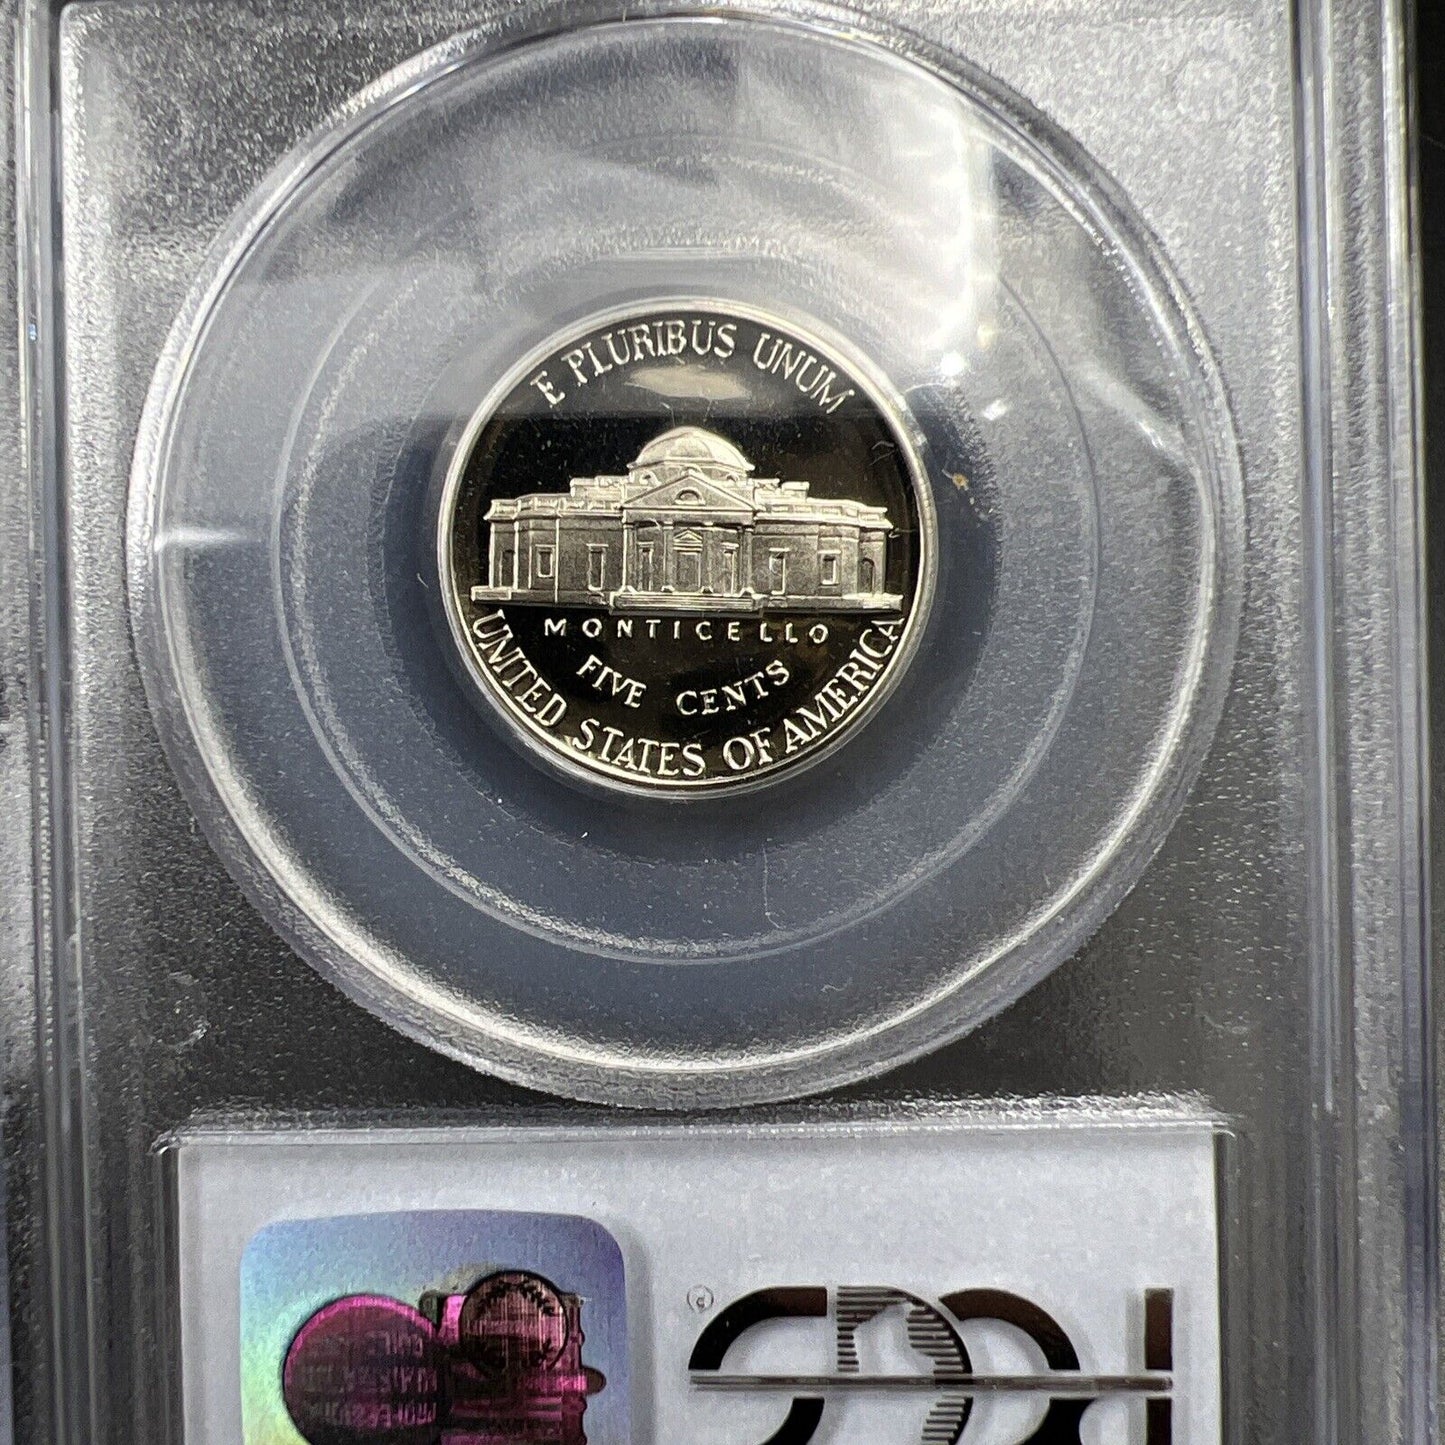 E PLURIBUS UNUM
MONTICELLO
FIVE CENTS
UNITED STATES OF AMERICA